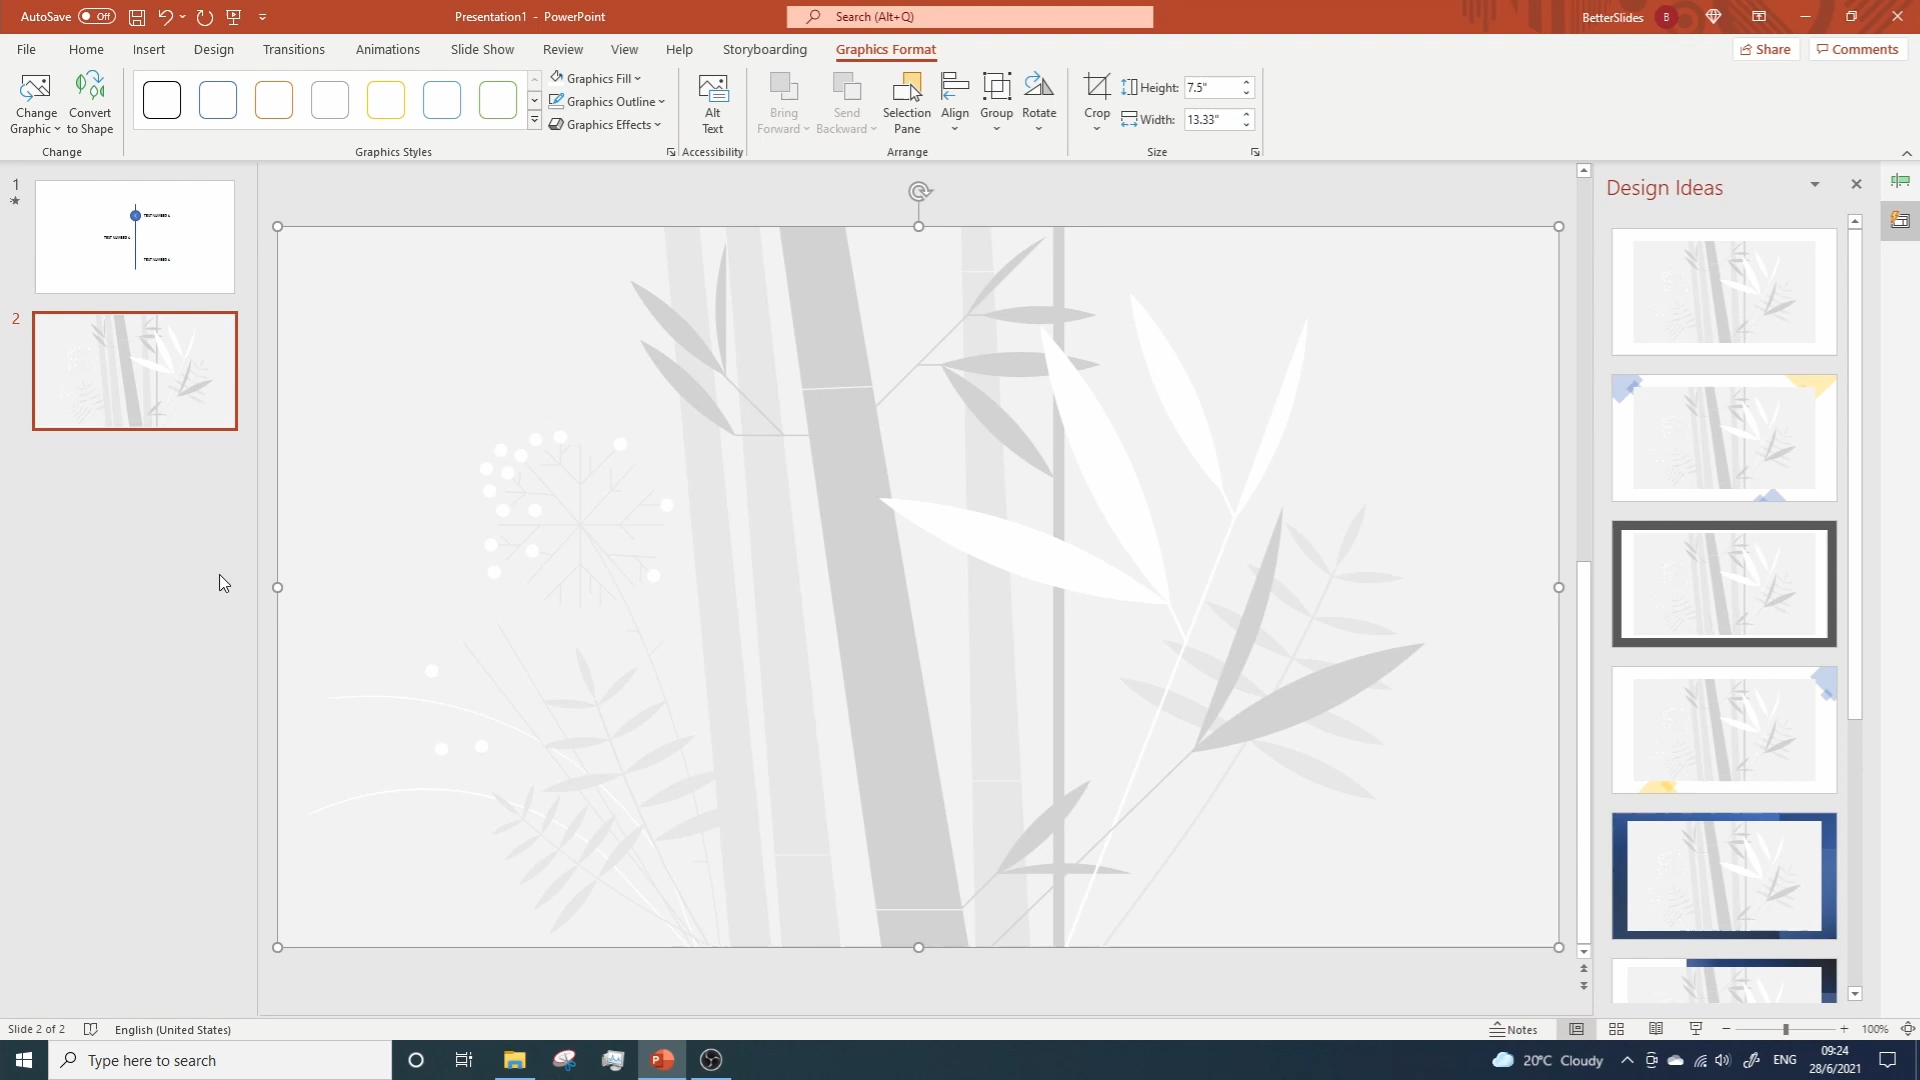 AutoSave Off
Presentation1 - PowerPoint
Search (Alt+Q)
BetterSlides B
File Home Insert Design Transitions Animations Slide Show Review View Help Storyboarding Graphics Format
Share Comments
Change Graphic
Convert to Shape
Change
Graphics Fill
Graphics Outline
Graphics Effects
Graphics Styles
Alt Text
Accessibility
Bring Forward
Send Backward
Selection Pane
Align
Group
Rotate
Arrange
Crop
Height: 7.5"
Width: 13.33"
Size
1
2
Design Ideas
Slide 2 of 2 English (United States)
Notes
100%
Type here to search
20°C Cloudy
ENG
09:24
28/6/2021